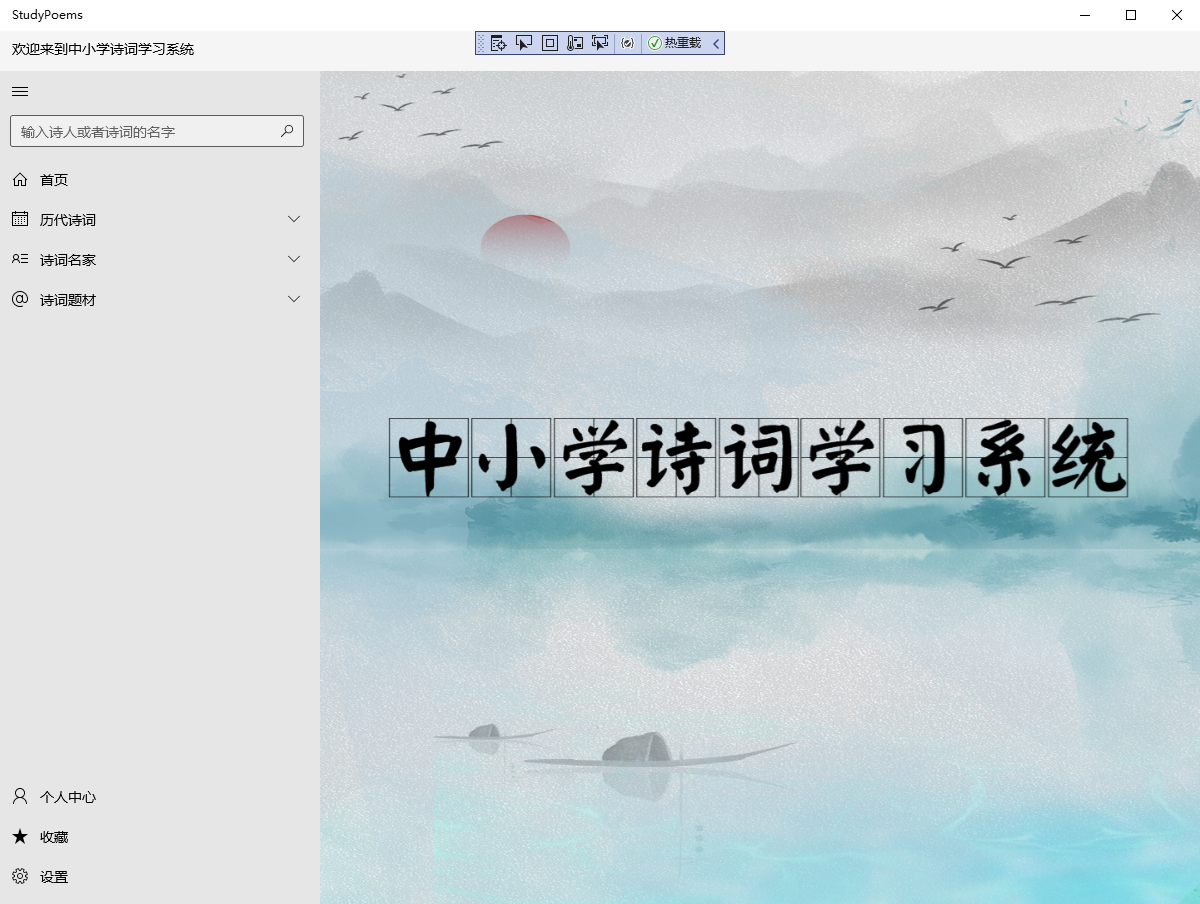 StudyPoems
欢迎来到中小学诗词学习系统
热重载
输入诗人或者诗词的名字
首页
历代诗词
诗词名家
诗词题材
中小学诗词学习系统
个人中心
收藏
设置